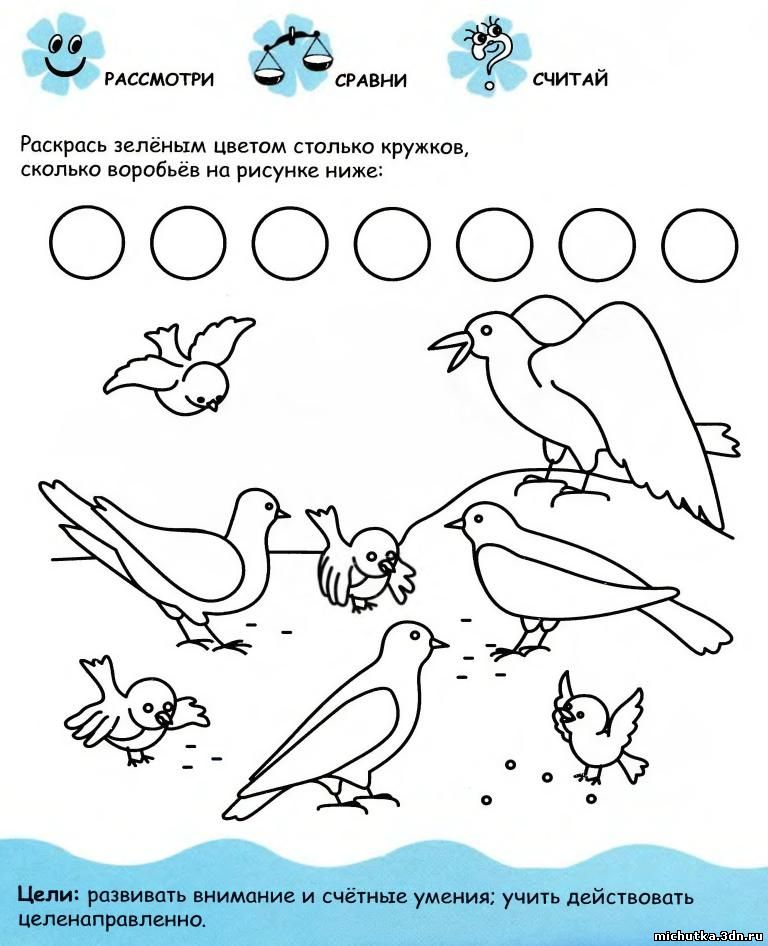 РАССМОТРИ СРАВНИ СЧИТАЙ
Раскрась зелёным цветом столько кружков,
сколько воробьёв на рисунке ниже:
Цели: развивать внимание и счётные умения; учить действовать
целенаправленно.
michutka.3dn.ru